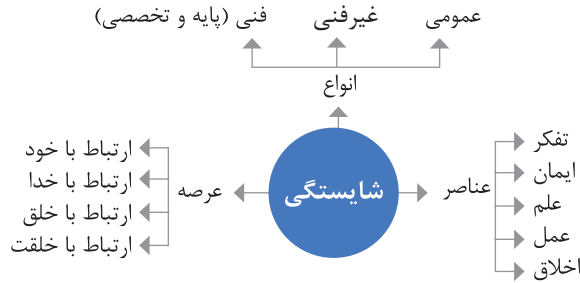 عمومی
غیرفنی
فنی (پایه و تخصصی)
انواع
شایستگی
عناصر
تفکر
ایمان
علم
عمل
اخلاق
عرصه
ارتباط با خود
ارتباط با خدا
ارتباط با خلق
ارتباط با خلقت